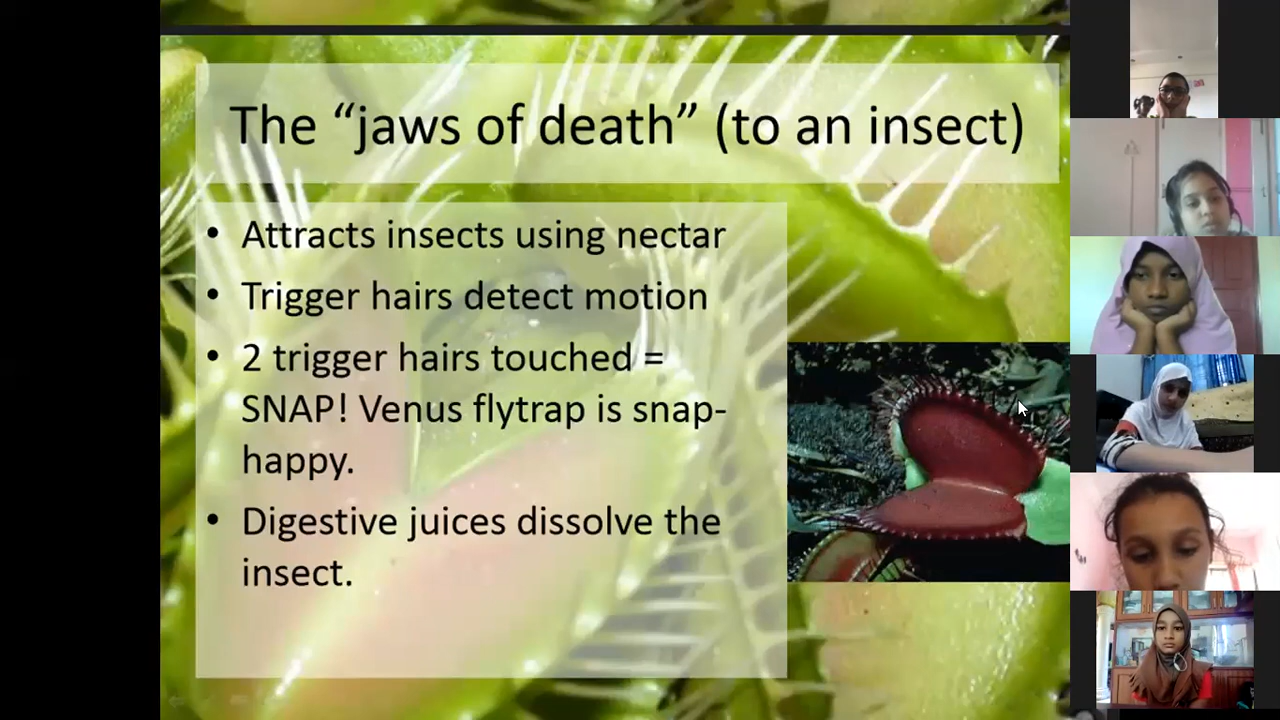 The “jaws of death” (to an insect)
• Attracts insects using nectar
• Trigger hairs detect motion
• 2 trigger hairs touched =
SNAP! Venus flytrap is snap-
happy.
• Digestive juices dissolve the
insect.